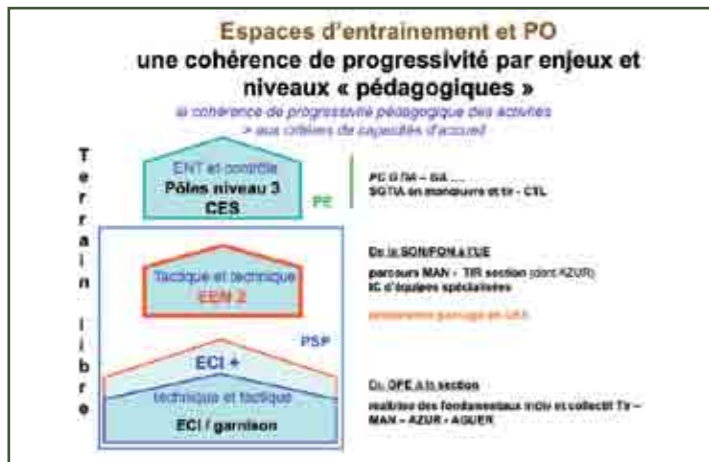 Espaces d'entrainement et PO
une cohérence de progressivité par enjeux et
niveaux « pédagogiques »
la cohérence de progressivité pédagogique des activités
> aux critères de capacités d'accueil
Terrain libre
ENT et contrôle
Pôles niveau 3
CES
PE
PC GTIA –
SGTIA en manœuvre et tir - CTL
Tactique et technique
EEN 2
PSP
De la à l'UE
parcours MAN - TIR section (dont AZUR)
IC d'équipes spécialisées
ECI +
technique et tactique
ECI / garnison
à la section
maîtrise des fondamentaux indiv et collectif Tir –
MAN – AZUR - AGUER